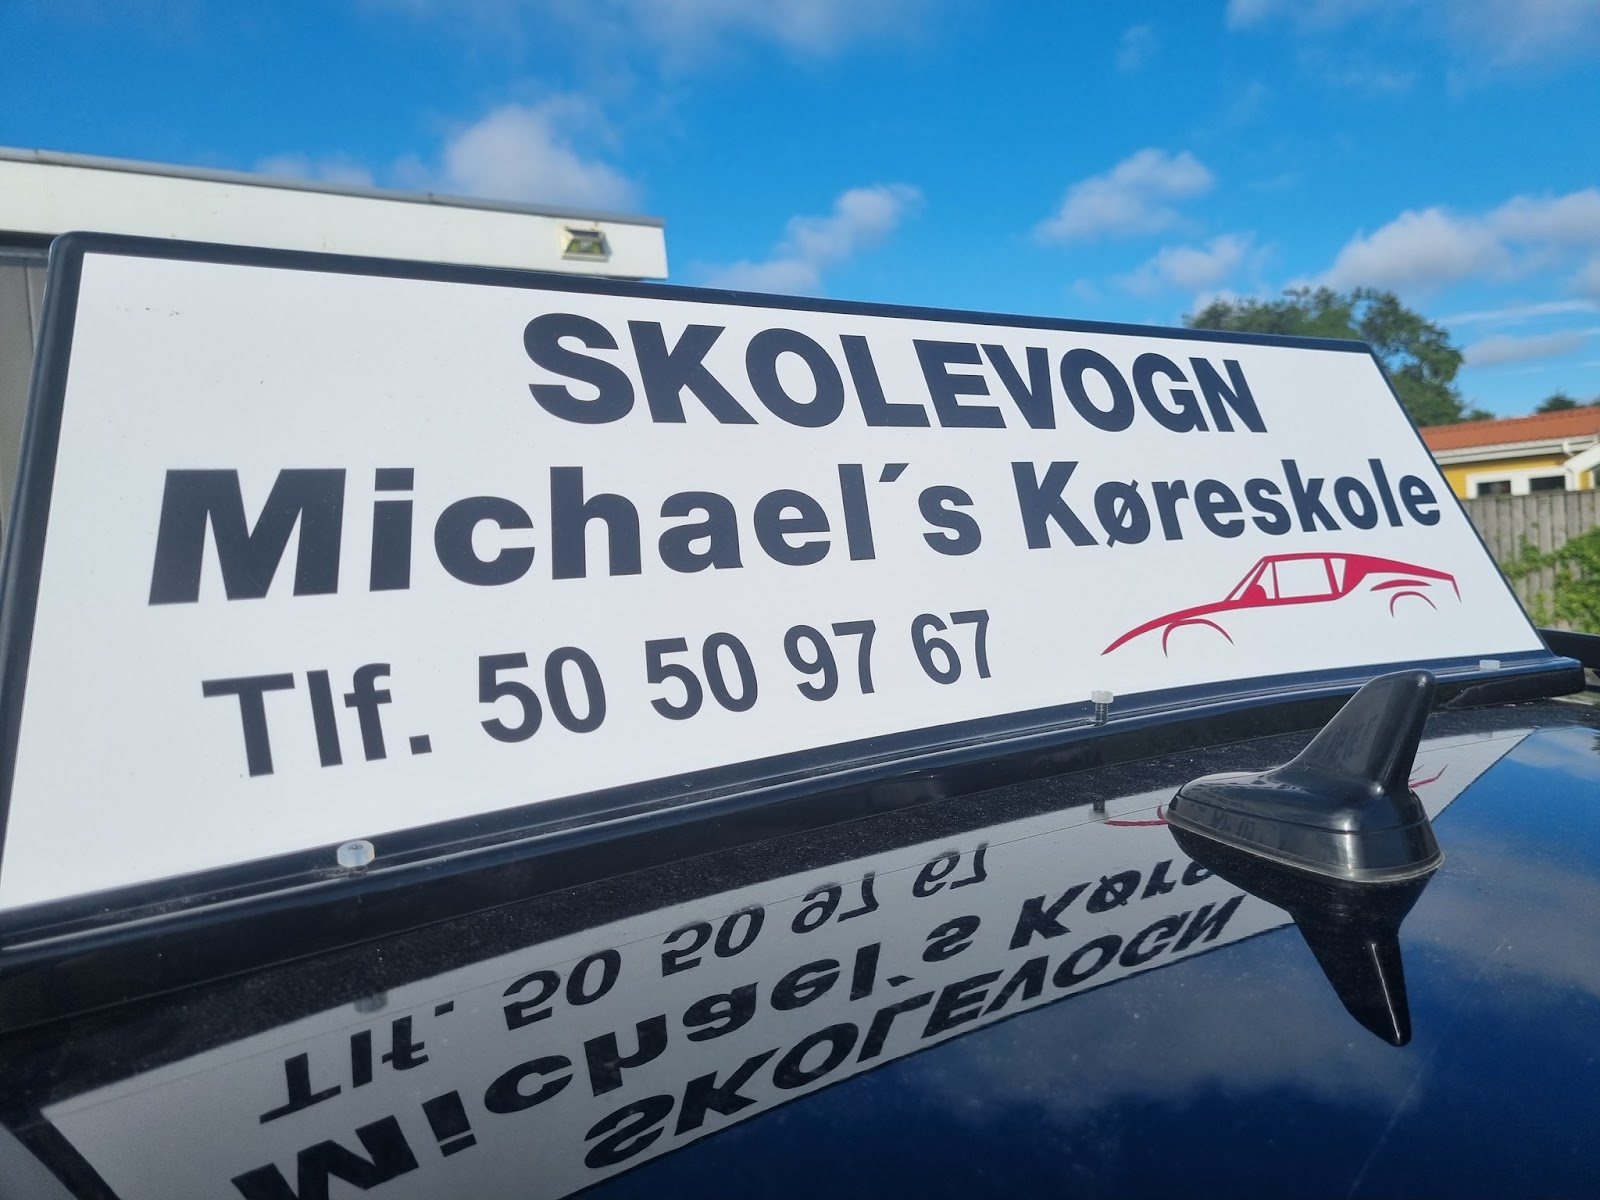 SKOLEVOGN
Michael´s Køreskole
Tlf. 50 50 97 67